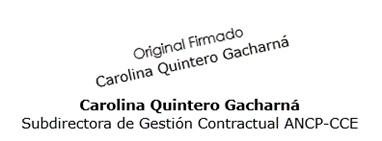 Original Firmado
Carolina Quintero Gacharná
Carolina Quintero Gacharná
Subdirectora de Gestión Contractual ANCP-CCE